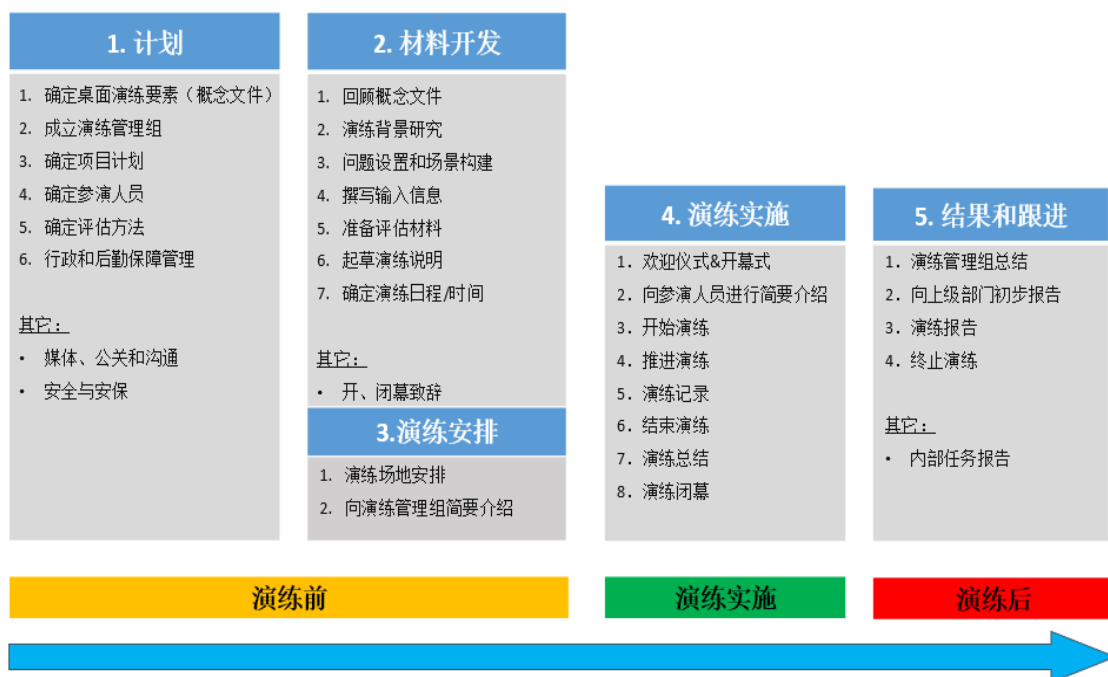 1. 计划
1. 确定桌面演练要素（概念文件）
2. 成立演练管理组
3. 确定项目计划
4. 确定参演人员
5. 确定评估方法
6. 行政和后勤保障管理
其它：
• 媒体、公关和沟通
• 安全与安保
2. 材料开发
1. 回顾概念文件
2. 演练背景研究
3. 问题设置和场景构建
4. 撰写输入信息
5. 准备评估材料
6. 起草演练说明
7. 确定演练日程/时间
其它：
• 开、闭幕致辞
3.演练安排
1. 演练场地安排
2. 向演练管理组简要介绍
4. 演练实施
1. 欢迎仪式&开幕式
2. 向参演人员进行简要介绍
3. 开始演练
4. 推进演练
5. 演练记录
6. 结束演练
7. 演练总结
8. 演练闭幕
5. 结果和跟进
1. 演练管理组总结
2. 向上级部门初步报告
3. 演练报告
4. 终止演练
其它：
• 内部任务报告
演练前
演练实施
演练后